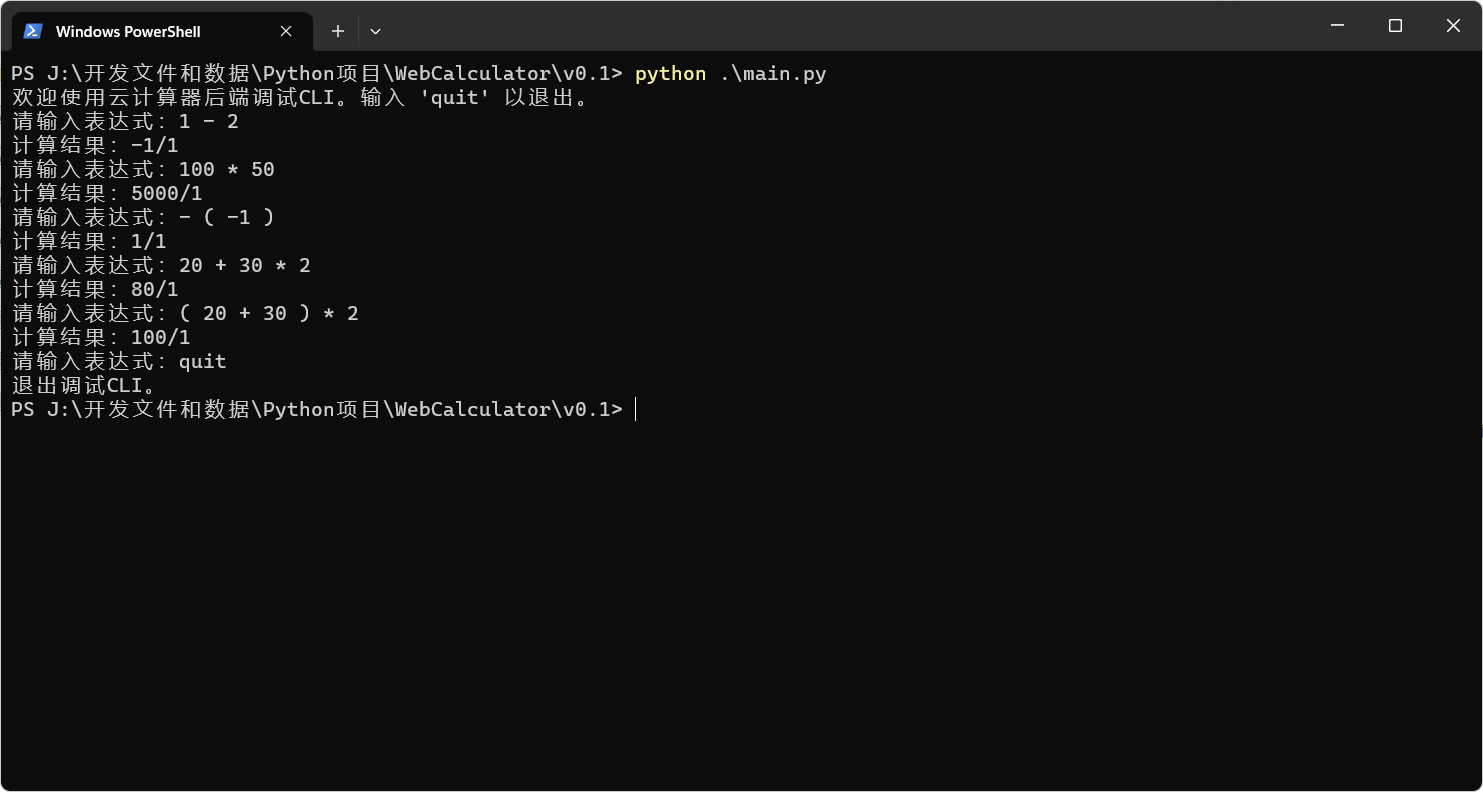 Windows PowerShell
PS J:\开发文件和数据\Python项目\WebCalculator\v0.1> python .\main.py
欢迎使用云计算器后端调试CLI。输入 'quit' 以退出。
请输入表达式: 1 - 2
计算结果: -1/1
请输入表达式: 100 * 50
计算结果: 5000/1
请输入表达式: - ( -1 )
计算结果: 1/1
请输入表达式: 20 + 30 * 2
计算结果: 80/1
请输入表达式: ( 20 + 30 ) * 2
计算结果: 100/1
请输入表达式: quit
退出调试CLI。
PS J:\开发文件和数据\Python项目\WebCalculator\v0.1>